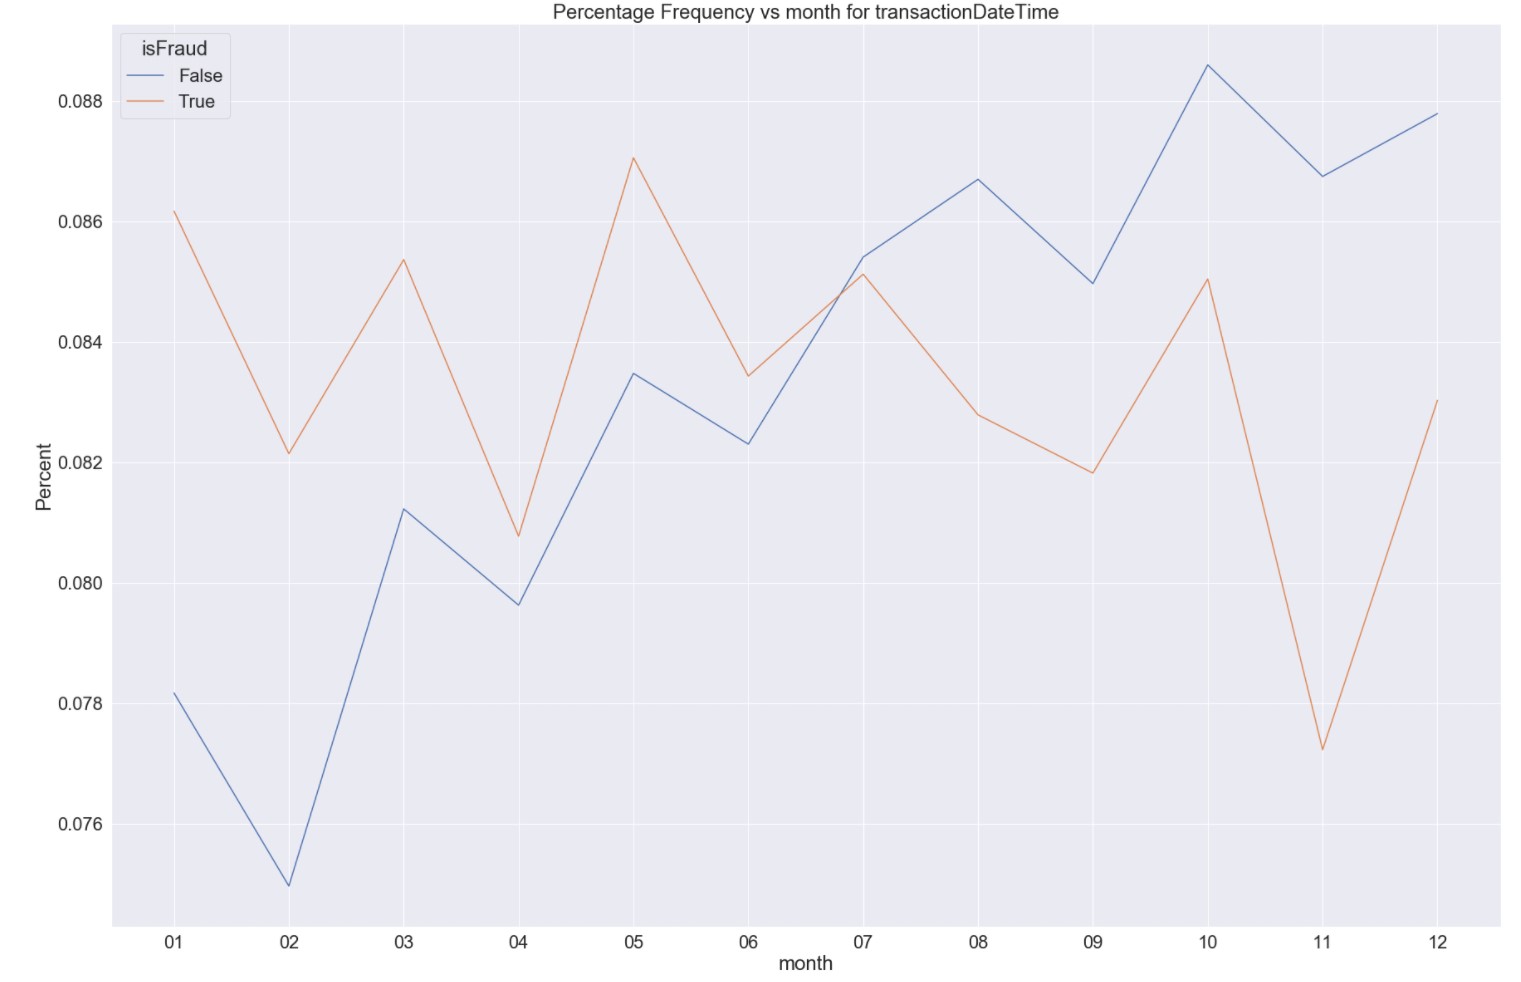 Percentage Frequency vs month for transactionDateTime
isFraud
False
True
0.088
0.086
0.084
0.082
0.080
0.078
0.076
Percent
01 02 03 04 05 06 07 08 09 10 11 12
month